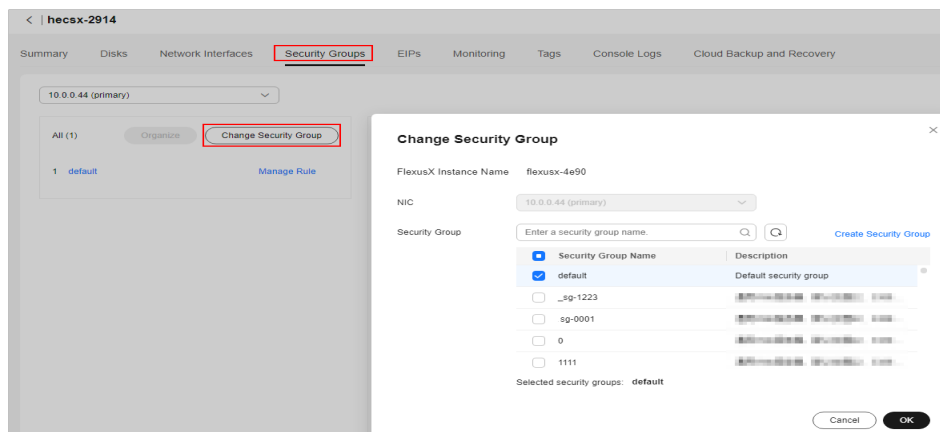 < | hecsx-2914
Summary Disks Network Interfaces Security Groups EIPs Monitoring Tags Console Logs Cloud Backup and Recovery
10.0.0.44 (primary)
All (1) Organize Change Security Group
1 default Manage Rule
Change Security Group
FlexusX Instance Name flexusx-4e90
NIC 10.0.0.44 (primary)
Security Group Enter a security group name. Create Security Group
Security Group Name Description
default Default security group
_sg-1223
sg-0001
0
1111
Selected security groups: default
Cancel OK